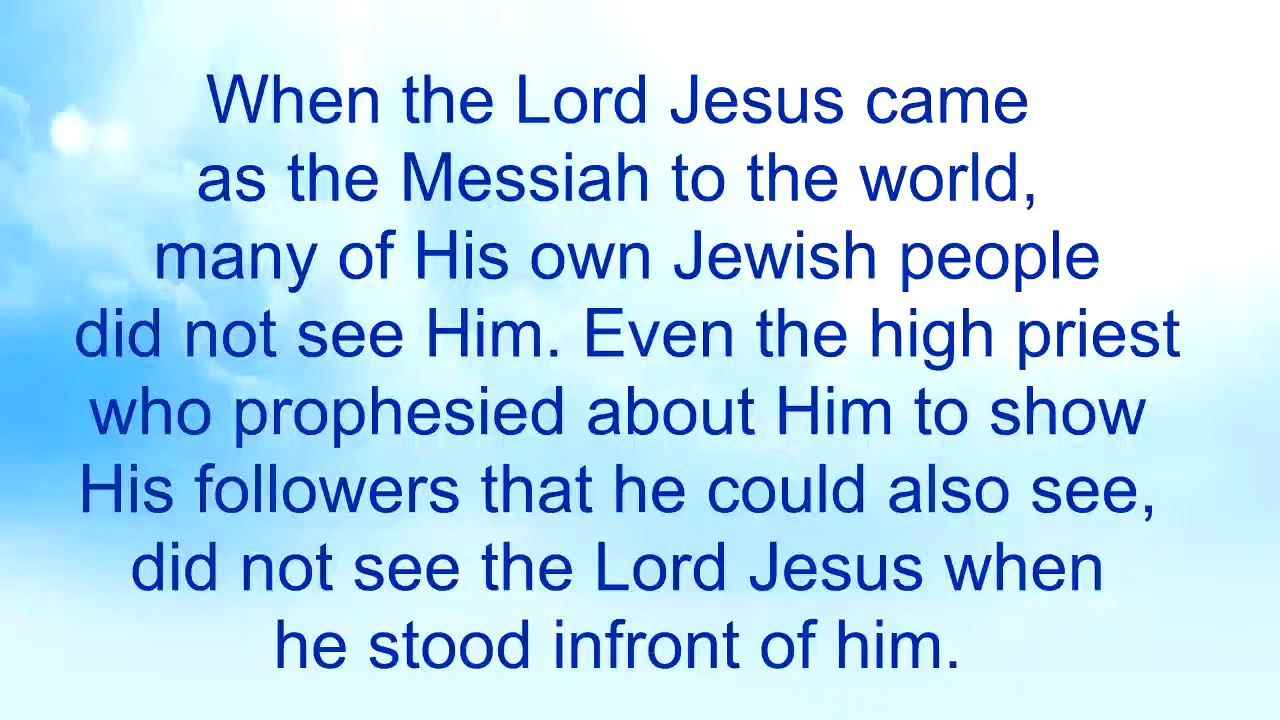 When the Lord Jesus came
as the Messiah to the world,
many of His own Jewish people
did not see Him. Even the high priest
who prophesied about Him to show
His followers that he could also see,
did not see the Lord Jesus when
he stood infront of him.